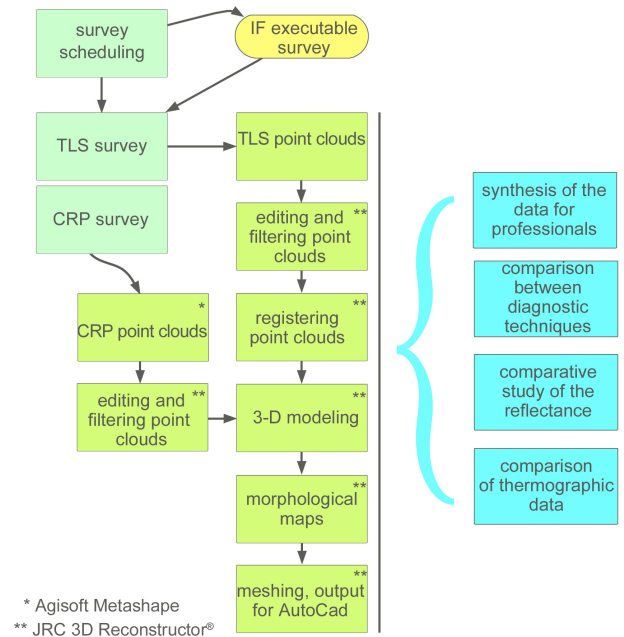 survey
scheduling
IF executable
survey
TLS survey
TLS point clouds
CRP survey
editing and **
filtering point
clouds
*
CRP point clouds
**
registering
point clouds
editing and **
filtering point
clouds
**
3-D modeling
**
morphological
maps
**
meshing, output
for AutoCad
synthesis of the
data for
professionals
comparison
between
diagnostic
techniques
comparative
study of the
reflectance
comparison
of thermographic
data
* Agisoft Metashape
** JRC 3D Reconstructor®